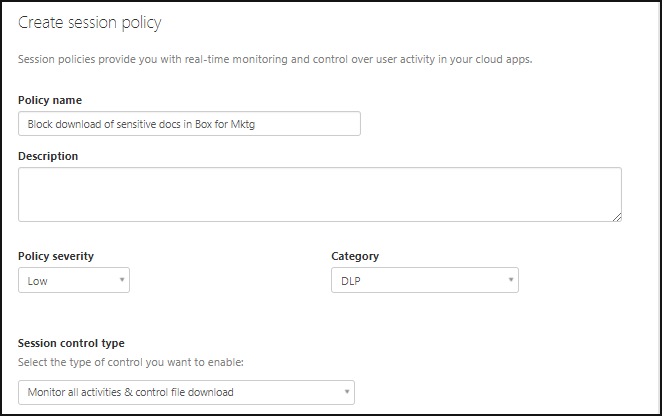 Create session policy
Session policies provide you with real-time monitoring and control over user activity in your cloud apps.
Policy name
Block download of sensitive docs in Box for Mktg
Description
Policy severity
Category
Low
DLP
Session control type
Select the type of control you want to enable:
Monitor all activities & control file download